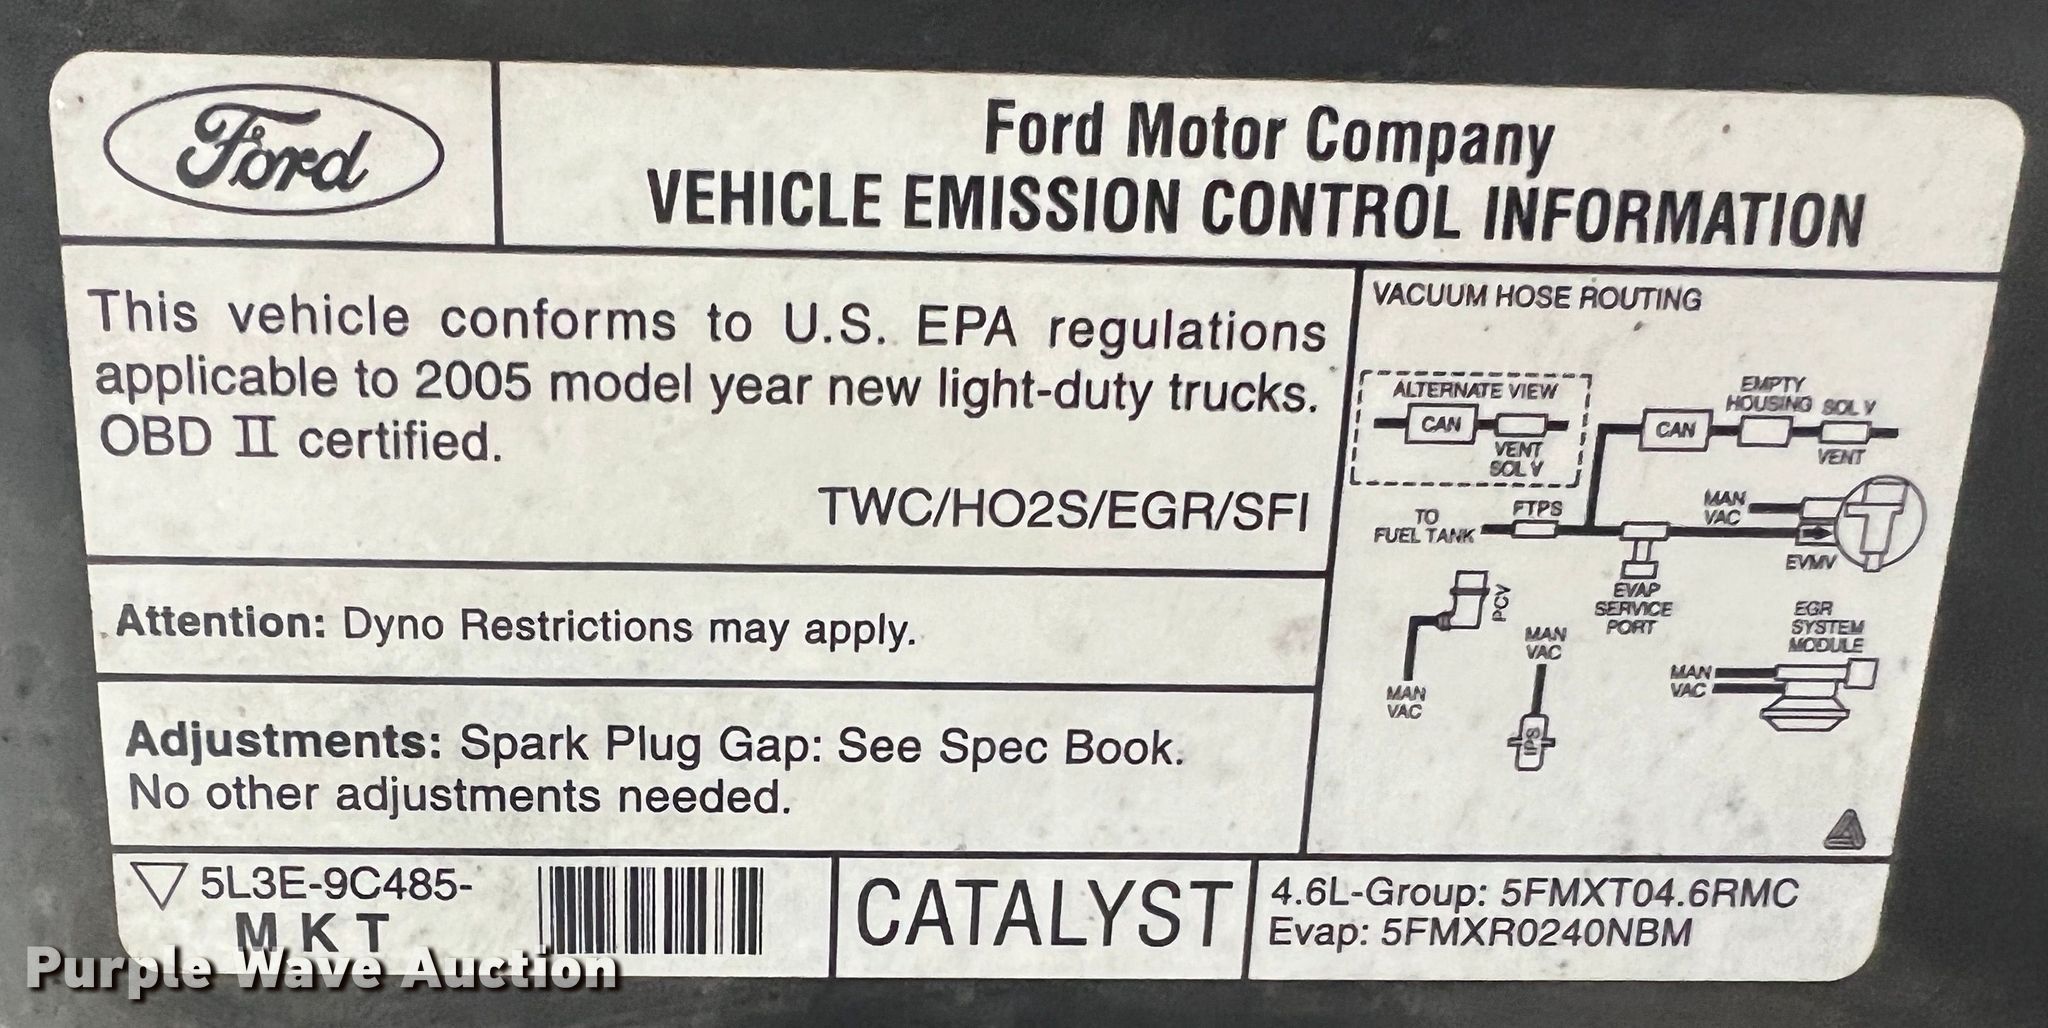 Ford
Ford Motor Company
VEHICLE EMISSION CONTROL INFORMATION
This vehicle conforms to U.S. EPA regulations
applicable to 2005 model year new light-duty trucks.
OBD II certified.
TWC/HO2S/EGR/SFI
Attention: Dyno Restrictions may apply.
Adjustments: Spark Plug Gap: See Spec Book.
No other adjustments needed.
VACUUM HOSE ROUTING
ALTERNATE VIEW
CAN
VENT
SOL V
CAN
EMPTY
HOUSING
SOL V
VENT
TO
FUEL TANK
FTPS
MAN
VAC
EVMV
EVAP
SERVICE
PORT
PCV
MAN
VAC
MAN
VAC
IPS
EGR
SYSTEM
MODULE
MAN
VAC
5L3E-9C485-
M K T
CATALYST
4.6L-Group: 5FMXT04.6RMC
Evap: 5FMXR0240NBM
Purple Wave Auction